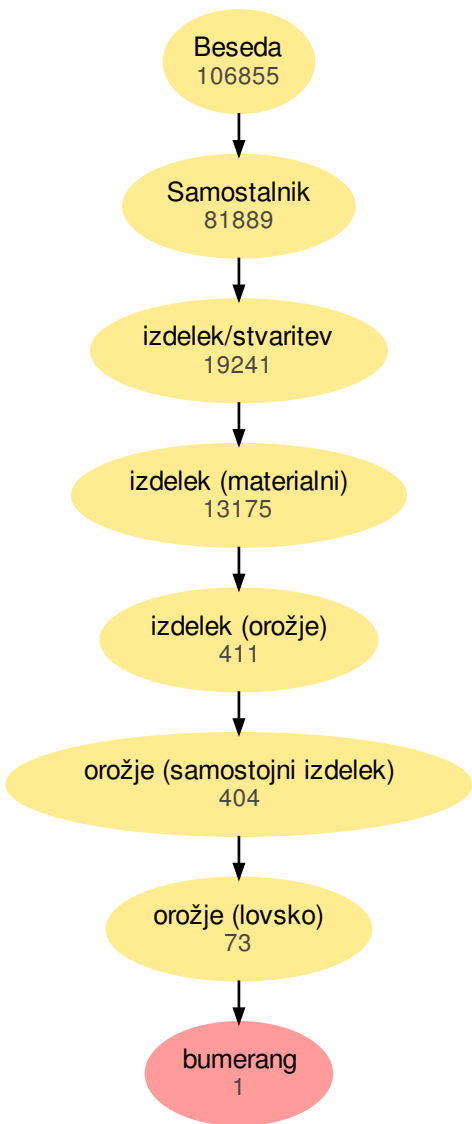 Beseda
106855
Samostalnik
81889
izdelek/stvaritev
19241
izdelek (materialni)
13175
izdelek (orožje)
411
orožje (samostojni izdelek)
404
orožje (lovsko)
73
bumerang
1